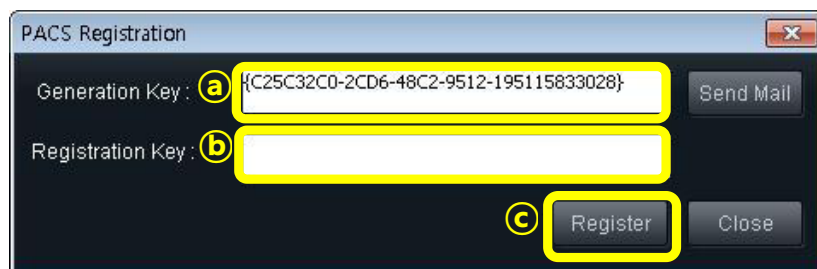 PACS Registration
Generation Key : ⓐ {C25C32C0-2CD6-48C2-9512-195115833028} Send Mail
Registration Key : ⓑ
ⓒ Register Close